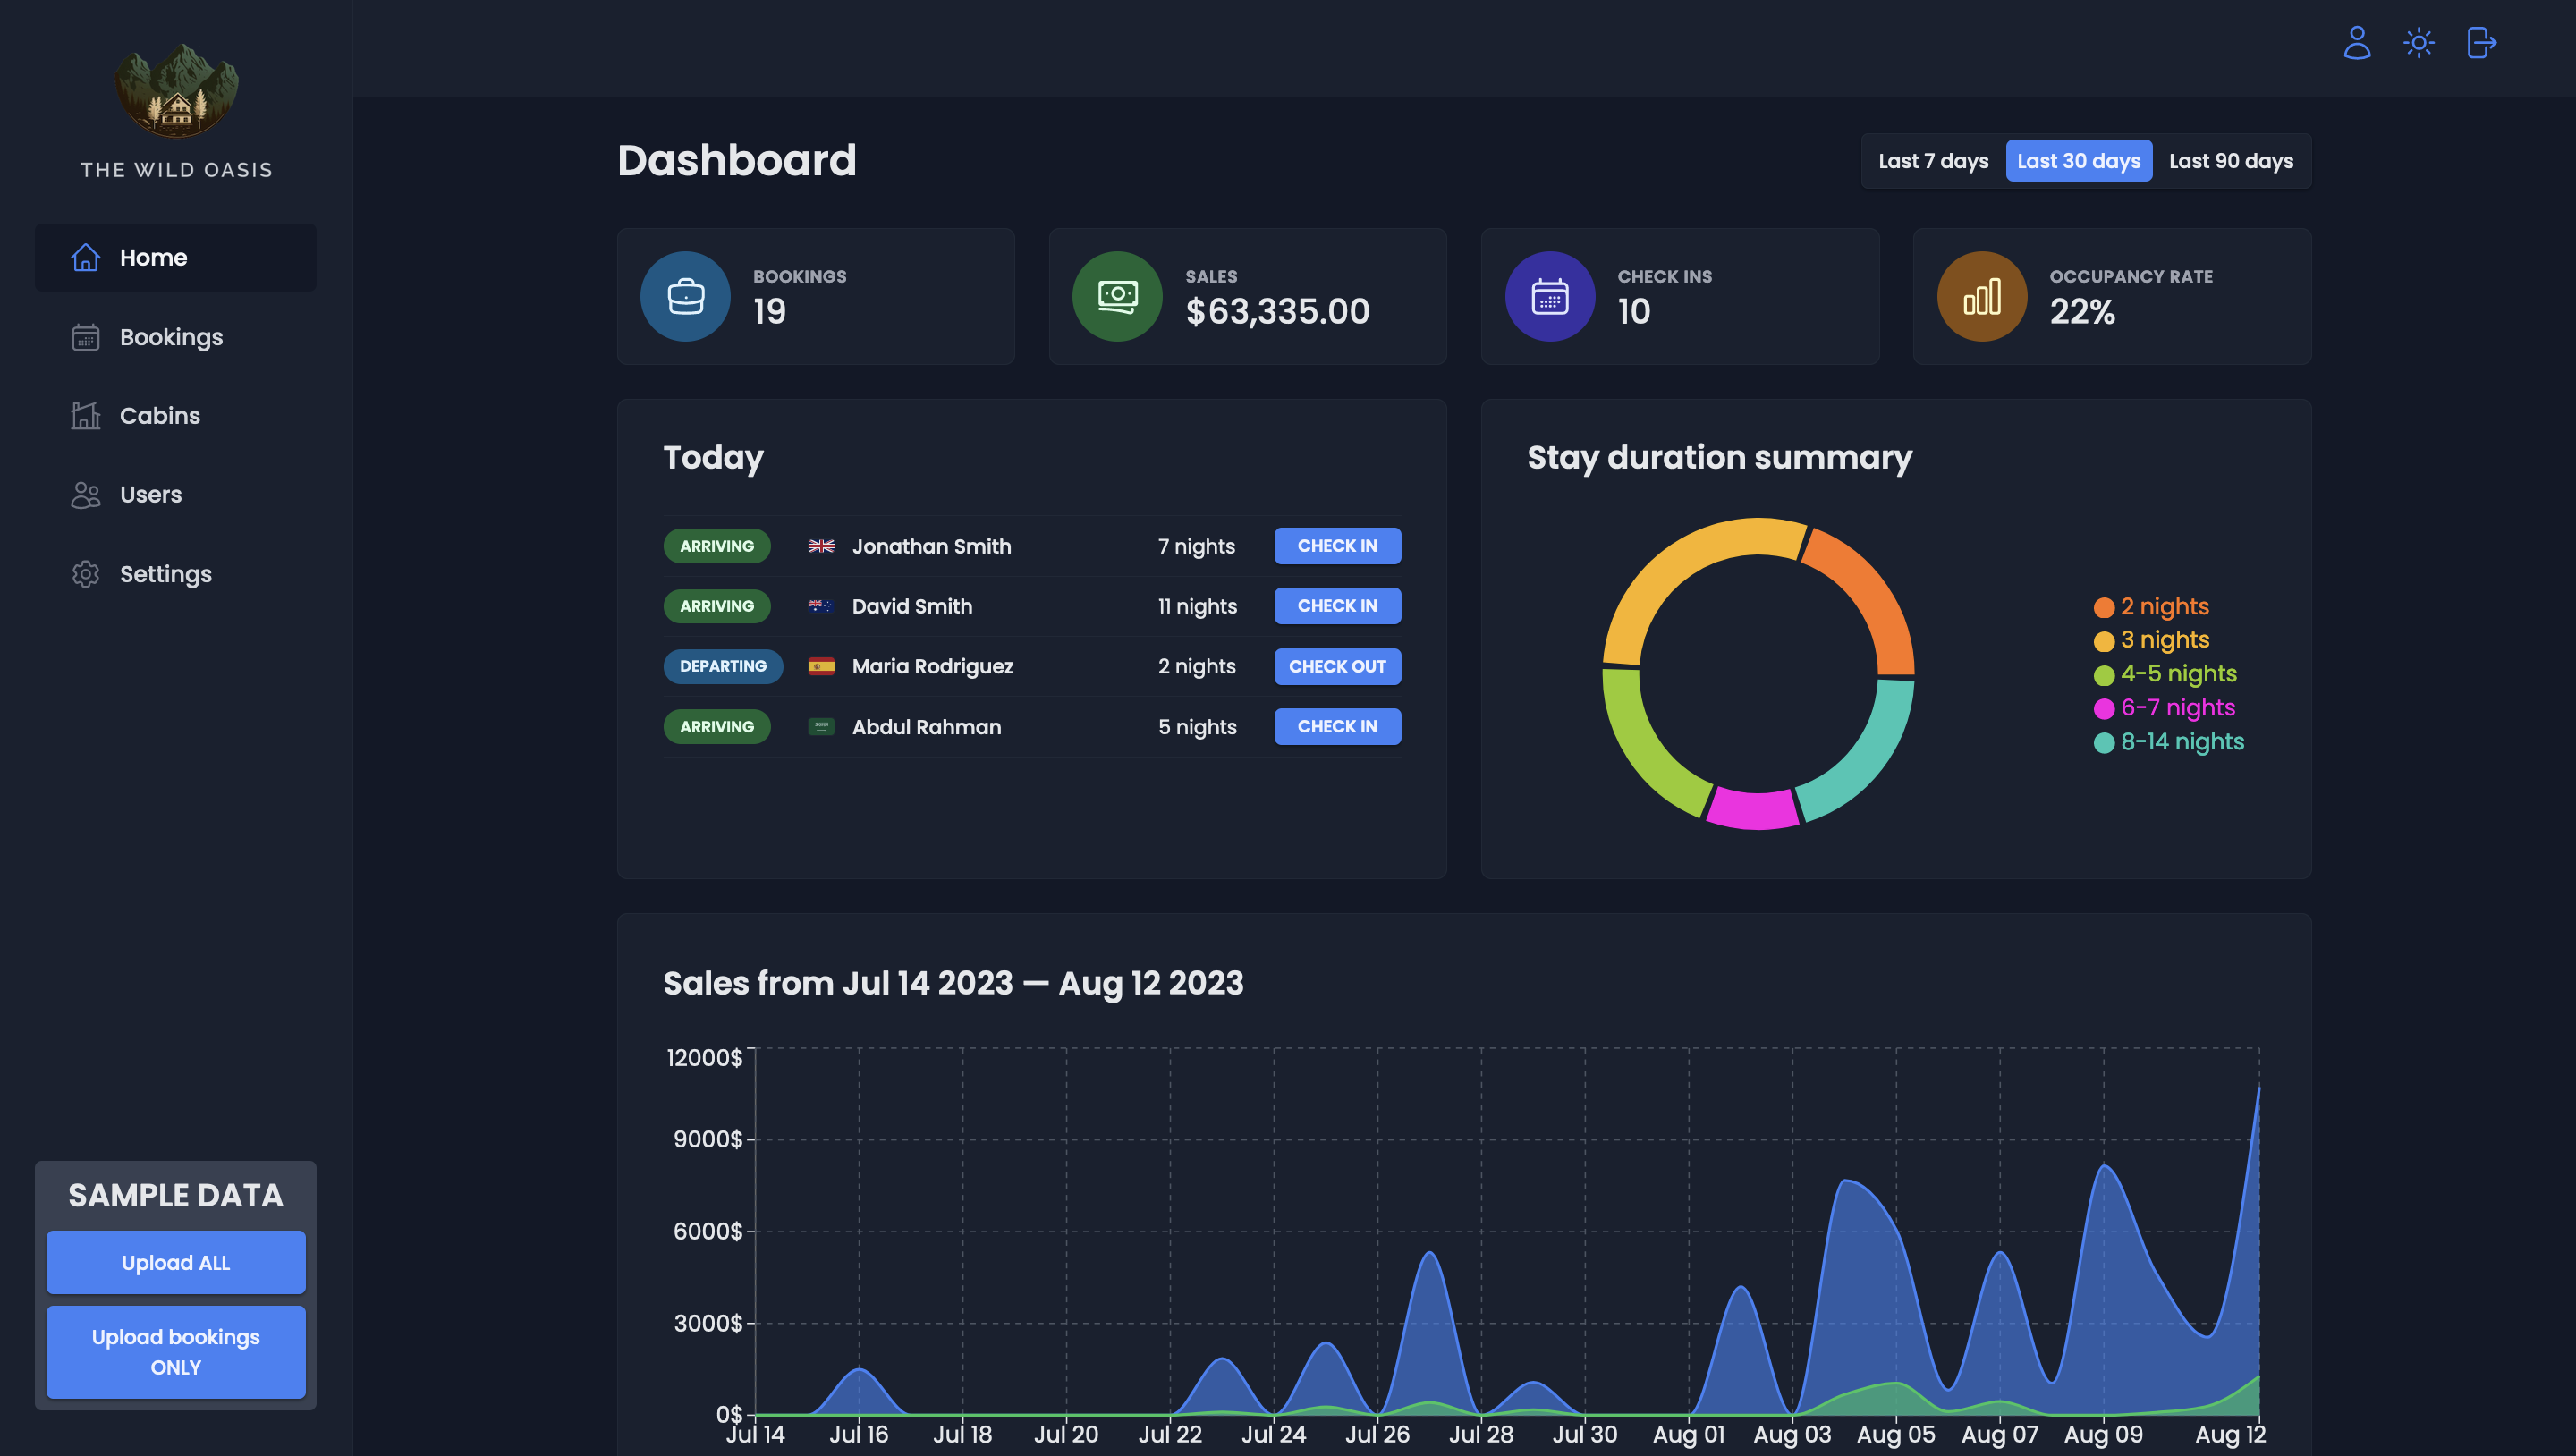 THE WILD OASIS
Home
Bookings
Cabins
Users
Settings
SAMPLE DATA
Upload ALL
Upload bookings
ONLY
Dashboard
Last 7 days Last 30 days Last 90 days
BOOKINGS
19
SALES
$63,335.00
CHECK INS
10
OCCUPANCY RATE
22%
Today
ARRIVING Jonathan Smith 7 nights CHECK IN
ARRIVING David Smith 11 nights CHECK IN
DEPARTING Maria Rodriguez 2 nights CHECK OUT
ARRIVING Abdul Rahman 5 nights CHECK IN
Stay duration summary
2 nights
3 nights
4-5 nights
6-7 nights
8-14 nights
Sales from Jul 14 2023 — Aug 12 2023
12000$
9000$
6000$
3000$
0$
Jul 14 Jul 16 Jul 18 Jul 20 Jul 22 Jul 24 Jul 26 Jul 28 Jul 30 Aug 01 Aug 03 Aug 05 Aug 07 Aug 09 Aug 12